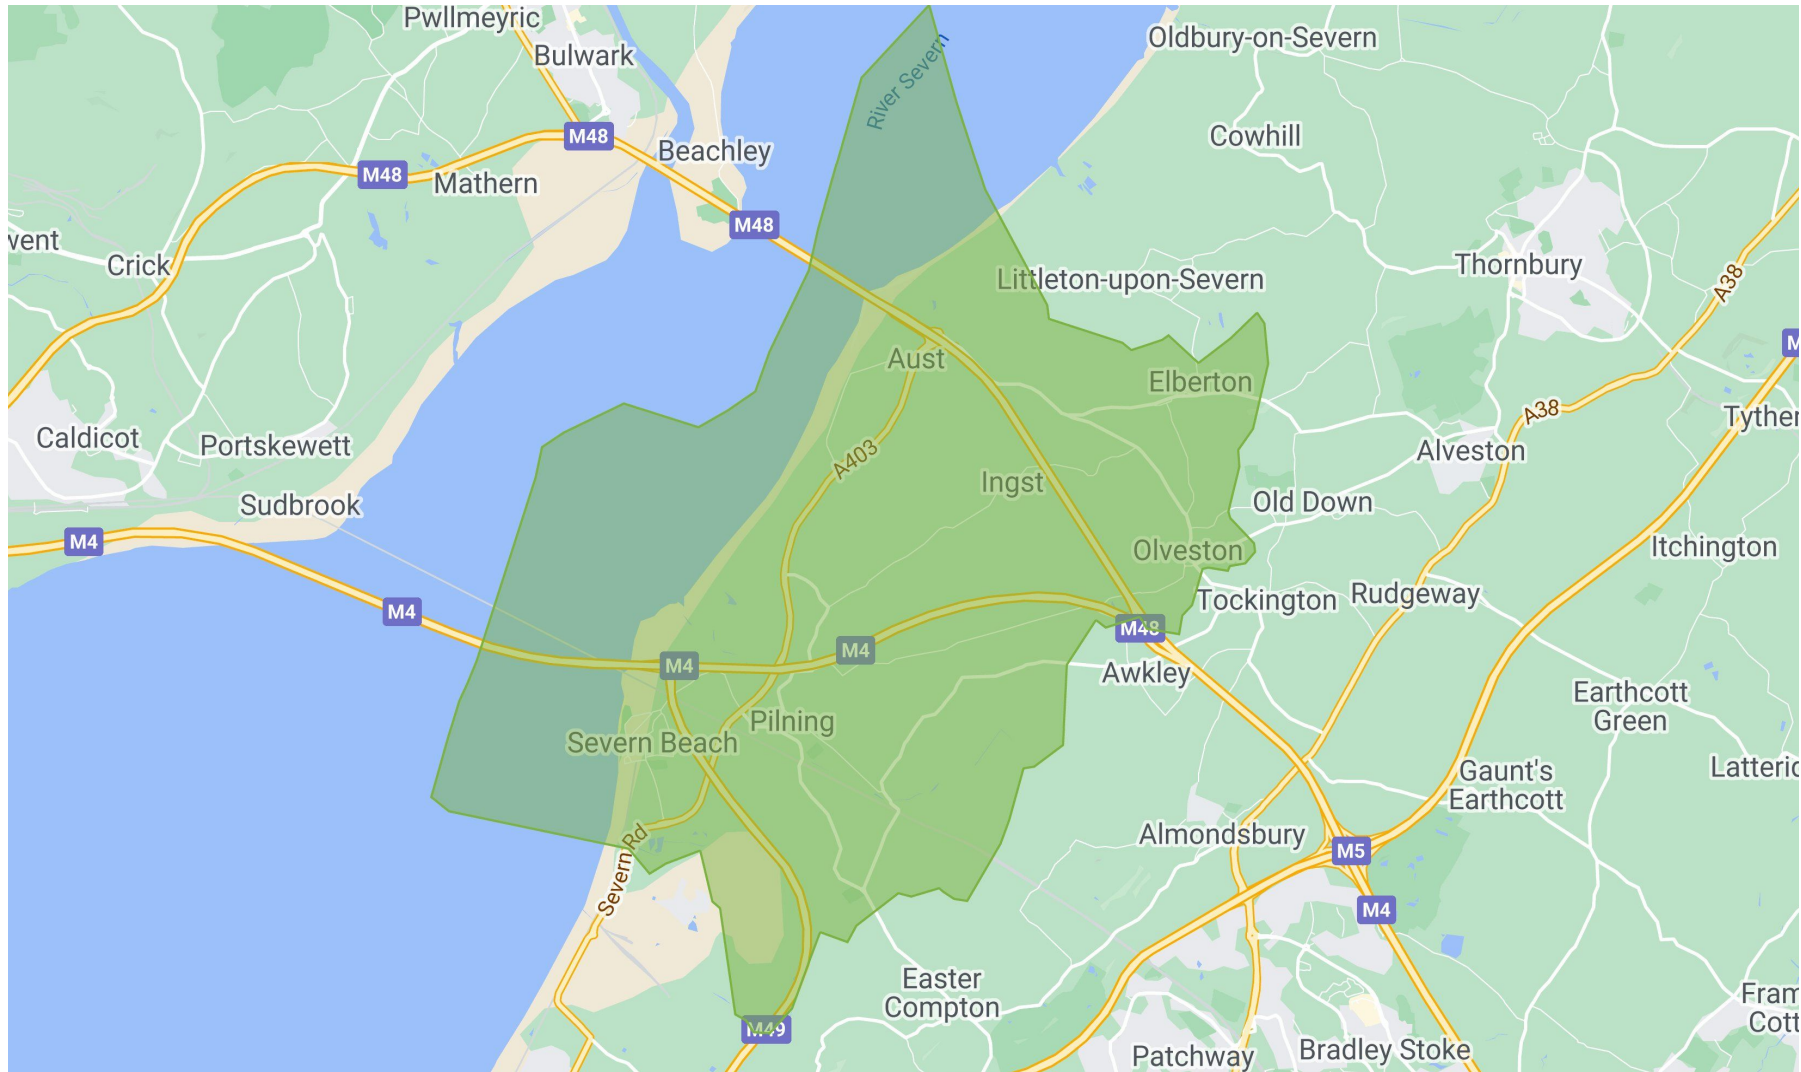 Pwllmeyric
Bulwark
River Severn
Oldbury-on-Severn
M48
Cowhill
Beachley
M48
Mathern
M48
went
Crick
Littleton-upon-Severn
Thornbury
A38
M
Aust
Elberton
A38
Tyther
Caldicot
Portskewett
A403
Alveston
Ingst
Sudbrook
Old Down
M4
Olveston
Itchington
M4
Tockington
Rudgeway
M48
M4
M4
Awkley
Earthcott
Green
Pilning
Severn Beach
Gaunt's
Earthcott
Latteric
Almondsbury
M5
Severn Rd
M4
Easter
Compton
Fram
Cott
M49
Patchway
Bradley Stoke